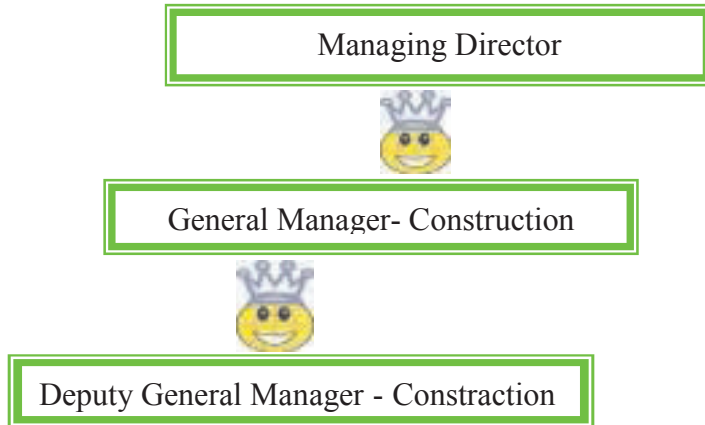 Managing Director
General Manager- Construction
Deputy General Manager - Constraction